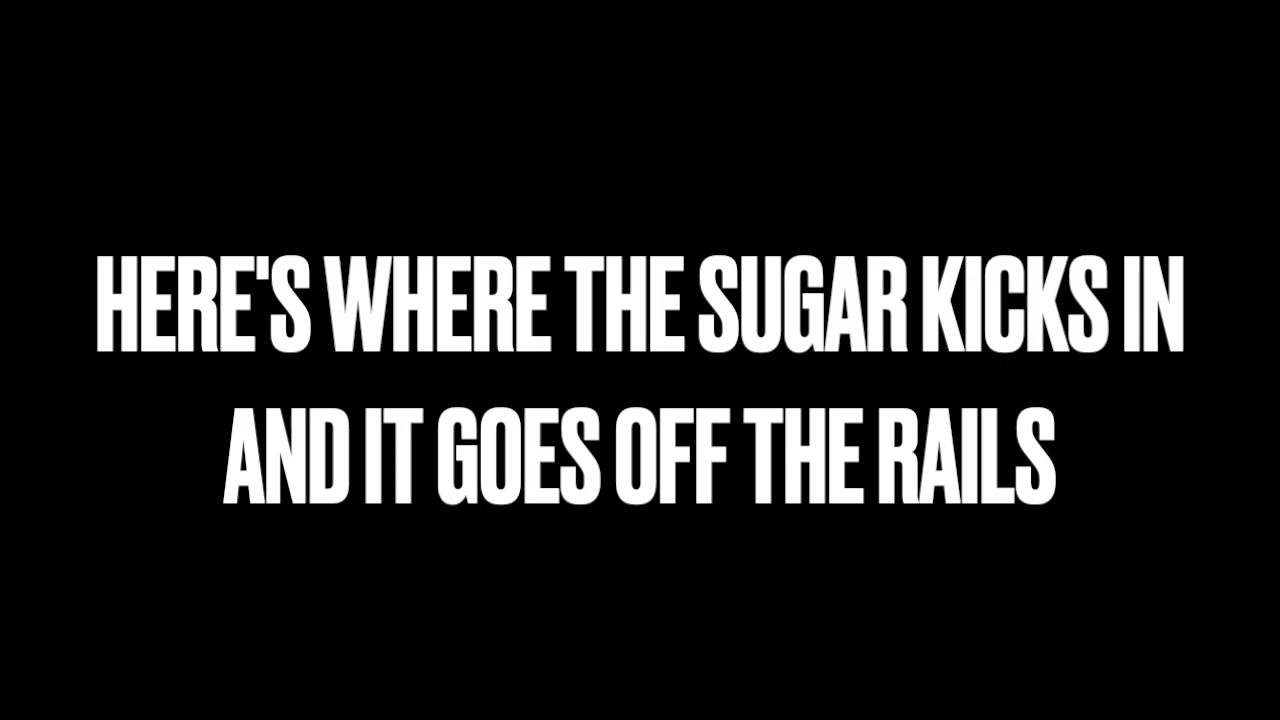 HERE'S WHERE THE SUGAR KICKS IN
AND IT GOES OFF THE RAILS